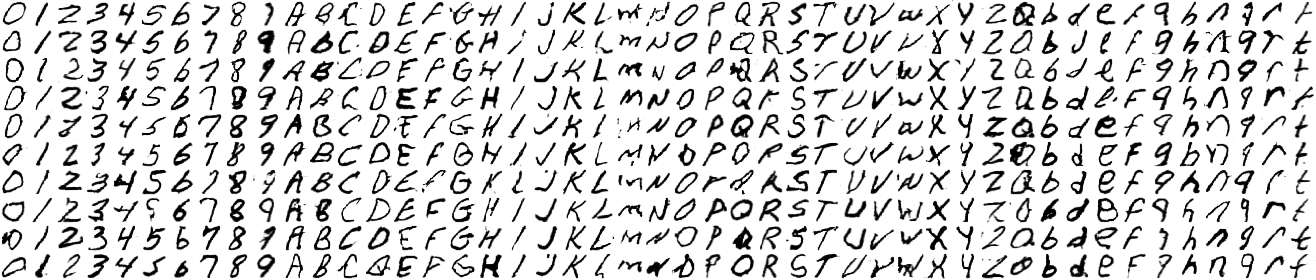 0 1 2 3 4 5 6 7 8 9 A B C D E F G H I J K L m N O P Q R S T U V w X Y Z a b d e f g h n q r t
0 1 2 3 4 5 6 7 8 9 A B C D E F G H I J K L m N O P Q R S T U V W X Y Z a b d e f g h n q r t
0 1 2 3 4 5 6 7 8 9 A B C D E F G H I J K L m N O P Q R S T U V W X Y Z a b d e f g h n q r t
0 1 2 3 4 5 6 7 8 9 A B C D E F G H I J K L m N O P Q R S T U V W X Y Z a b d e f g h n q r t
0 1 2 3 4 5 6 7 8 9 A B C D E F G H I J K L m N O P Q R S T U V w X Y Z a b d e f g h n q r t
0 1 2 3 4 5 6 7 8 9 A B C D E F G H I J K L m N O P Q R S T U V W X Y Z a b d e f g h n q r t
0 1 2 3 4 5 6 7 8 9 A B C D E F G K I J K L m N O P Q R S T U V W X Y Z a b d e f g h n q r t
0 1 2 3 4 5 6 7 8 9 A B C D E F G H I J K L m N O P Q R S T U V W X Y Z a b d e f g h n q r t
0 1 2 3 4 5 6 7 8 9 A B C D E F G H I J K L m N O P Q R S T U V w X Y Z a b d e f g h n q r t
0 1 2 3 4 5 6 7 8 9 A B C D E F G H I J K L m N O P Q R S T U V W X Y Z a b d e f g h n q r t